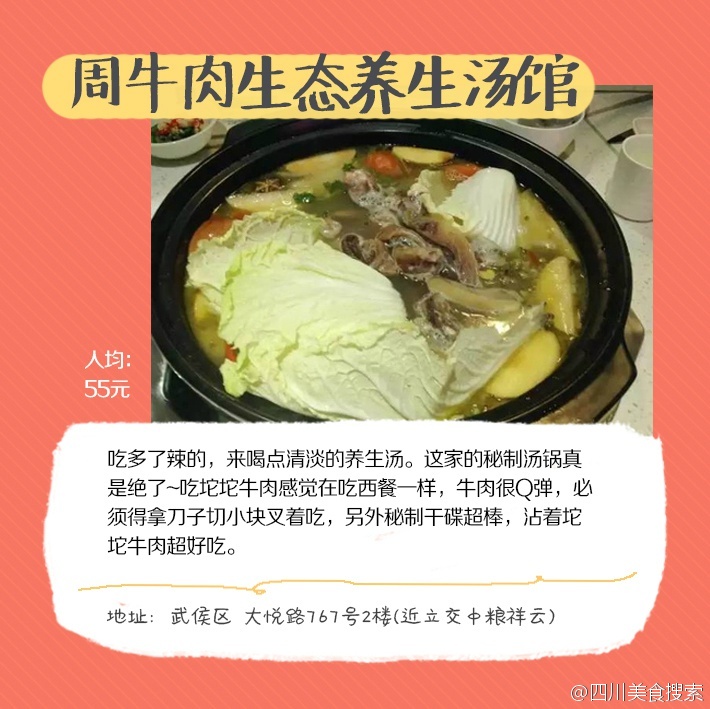 周牛肉生态养生汤馆
人均:
55元
吃多了辣的，来喝点清淡的养生汤。这家的秘制汤锅真
是绝了~吃坨坨牛肉感觉在吃西餐一样，牛肉很Q弹，必
须得拿刀子切小块叉着吃，另外秘制干碟超棒，沾着坨
坨牛肉超好吃。
地址: 武侯区 大悦路767号2楼(近立交中粮祥云)
@四川美食搜索